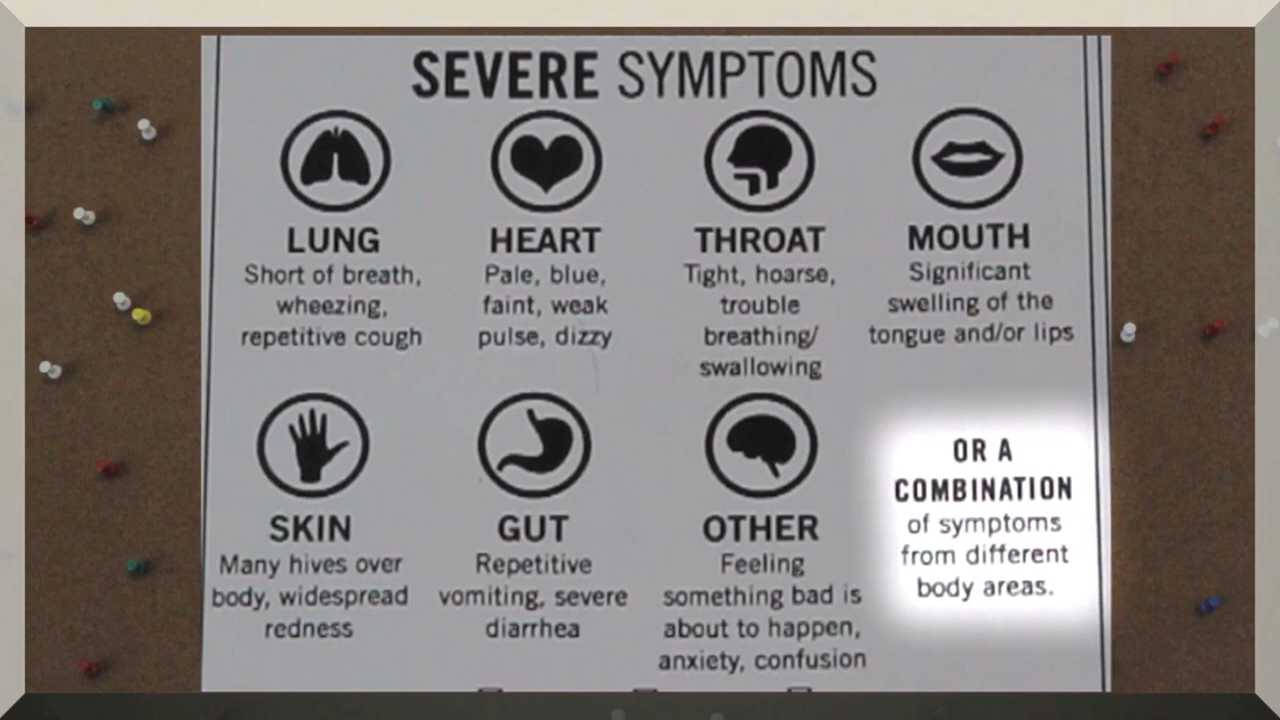 SEVERE SYMPTOMS
LUNG
Short of breath,
wheezing,
repetitive cough
HEART
Pale, blue,
faint, weak
pulse, dizzy
THROAT
Tight, hoarse,
trouble
breathing/
swallowing
MOUTH
Significant
swelling of the
tongue and/or lips
SKIN
Many hives over
body, widespread
redness
GUT
Repetitive
vomiting, severe
diarrhea
OTHER
Feeling
something bad is
about to happen,
anxiety, confusion
OR A
COMBINATION
of symptoms
from different
body areas.